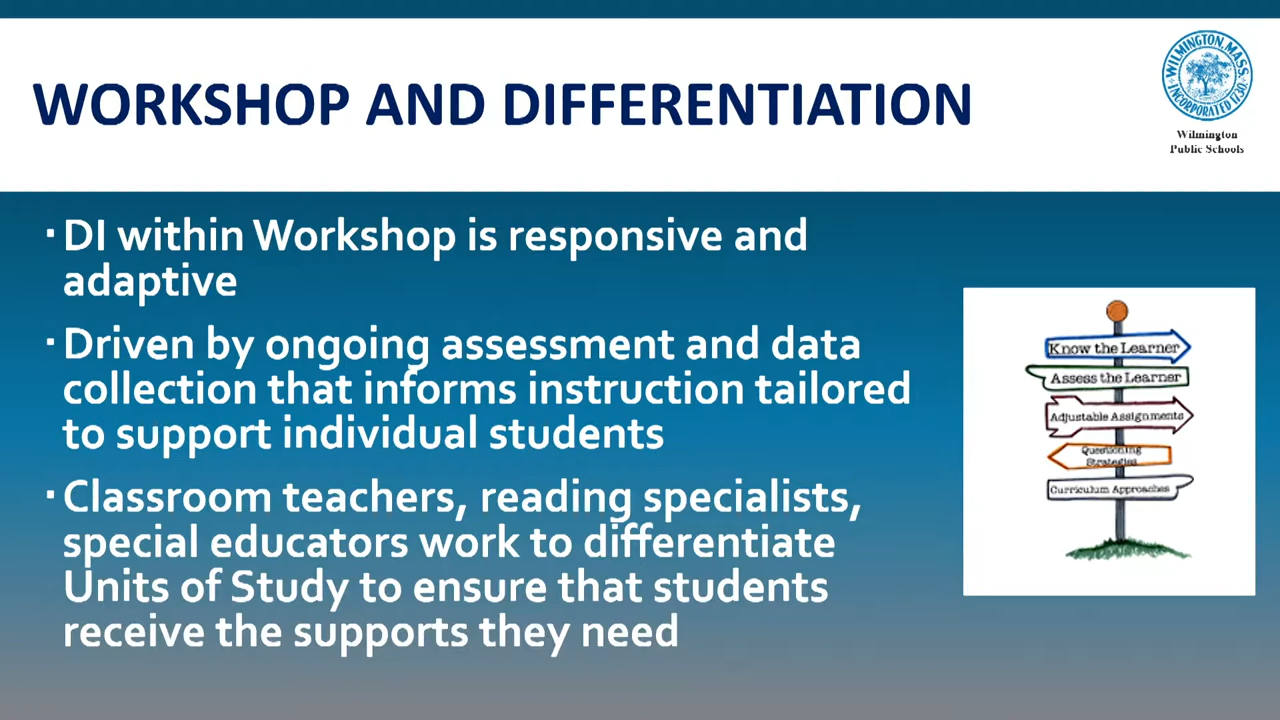 WORKSHOP AND DIFFERENTIATION
WILMINGTON, MASS.
INCORPORATED 1730.
Wilmington
Public Schools
· DI within Workshop is responsive and
adaptive
· Driven by ongoing assessment and data
collection that informs instruction tailored
to support individual students
· Classroom teachers, reading specialists,
special educators work to differentiate
Units of Study to ensure that students
receive the supports they need
Know the Learner
Assess the Learner
Adjustable Assignments
Questioning
Strategies
Curriculum Approaches